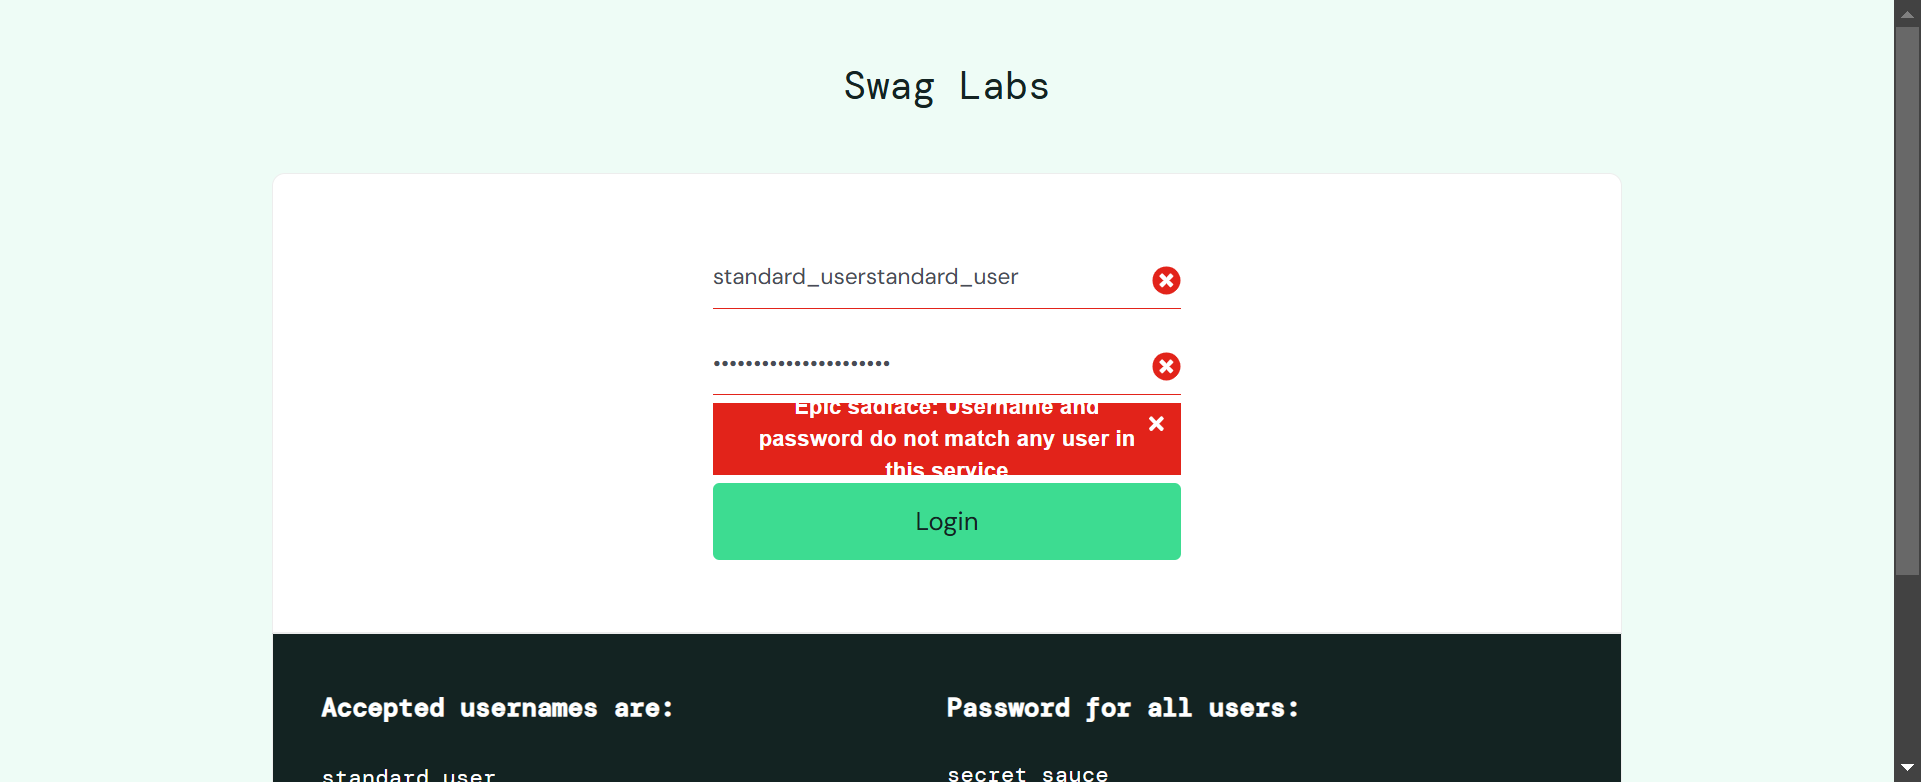 Swag Labs
standard_userstandard_user
••••••••••••••••••••••
Epic sadface: Username and
password do not match any user in
this service
Login
Accepted usernames are:
Password for all users:
standard_user
secret_sauce